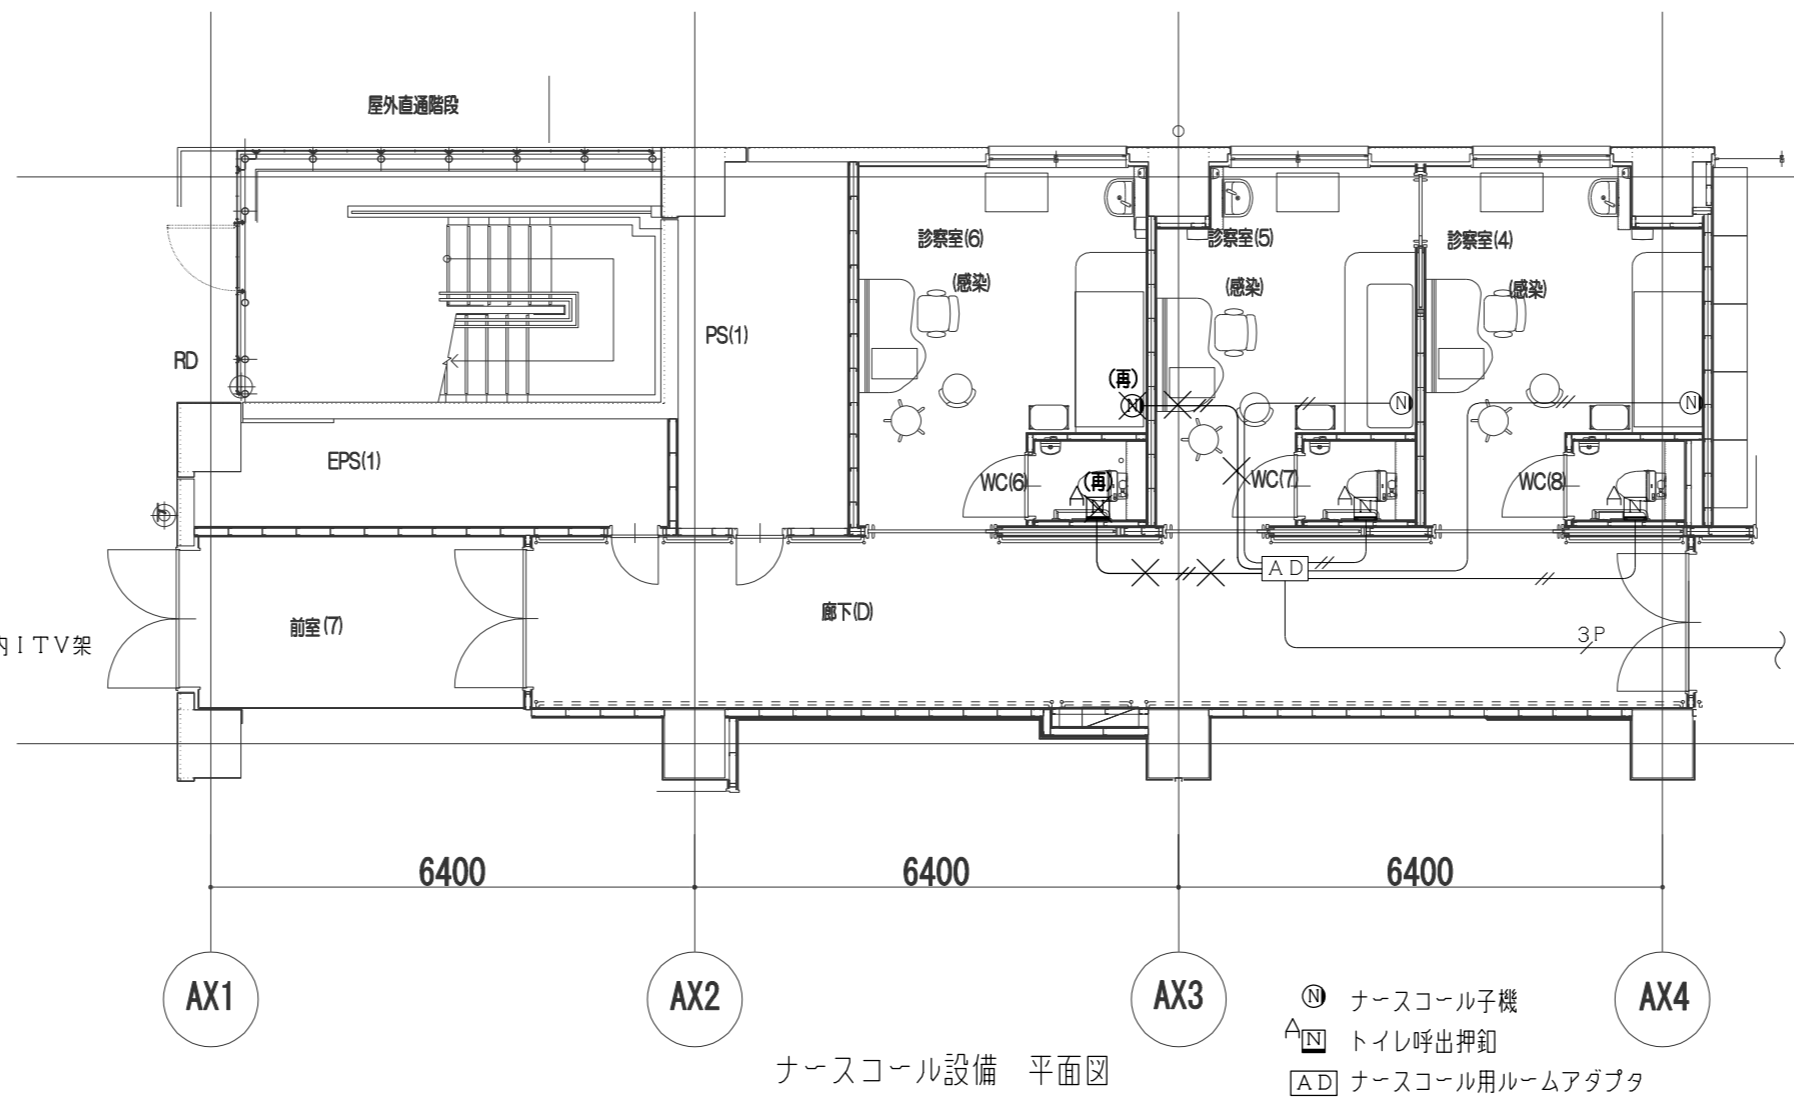 屋外直通階段
診察室(6)
(感染)
診察室(5)
(感染)
診察室(4)
(感染)
PS(1)
RD
(再)
N
N
N
EPS(1)
WC(6)
(再)
WC(7)
N
WC(8)
N
AD
前室(7)
廊下(D)
内ITV架
3P
6400
6400
6400
AX1
AX2
AX3
AX4
N ナースコール子機
A N トイレ呼出押釦
AD ナースコール用ルームアダプタ
ナースコール設備 平面図